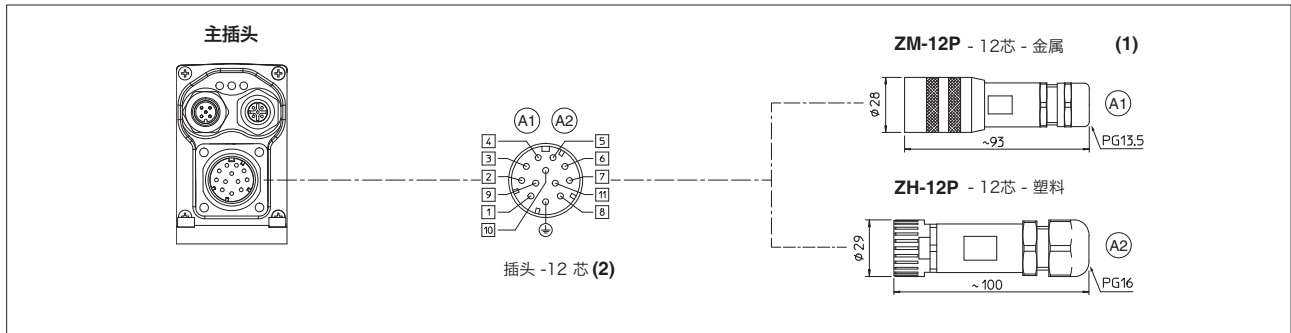 主插头
ZM-12P - 12芯 - 金属 (1)
φ28
A1
~93
PG13.5
A1 A2
4 5
3 6
2 7
9 11
1 8
10
插头 -12 芯 (2)
ZH-12P - 12芯 - 塑料
φ29
A2
~100
PG16